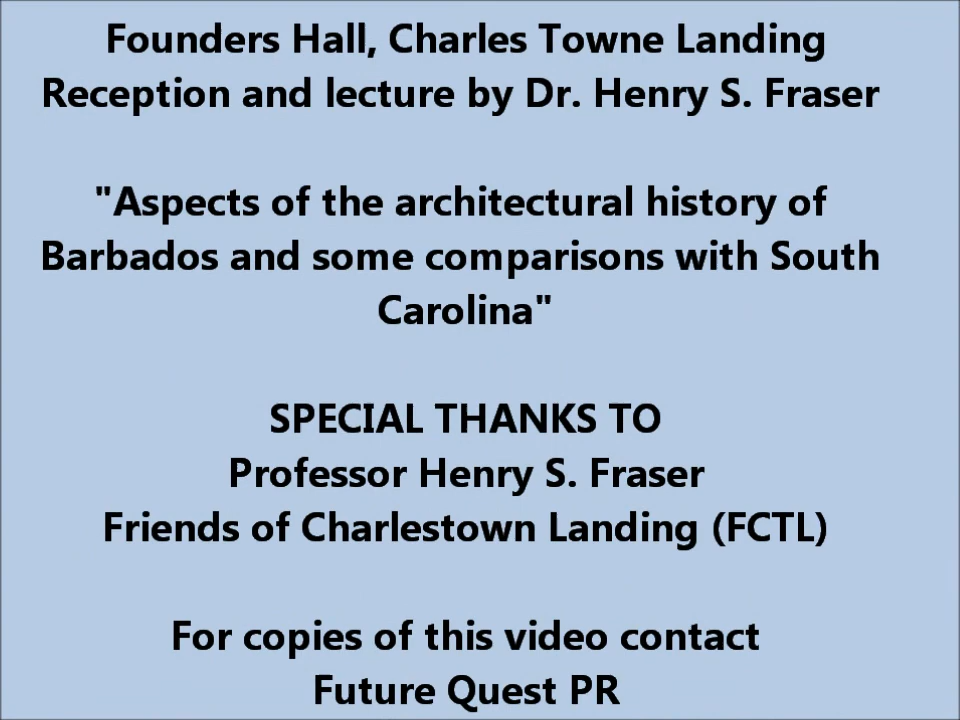 Founders Hall, Charles Towne Landing
Reception and lecture by Dr. Henry S. Fraser
"Aspects of the architectural history of
Barbados and some comparisons with South
Carolina"
SPECIAL THANKS TO
Professor Henry S. Fraser
Friends of Charlestown Landing (FCTL)
For copies of this video contact
Future Quest PR